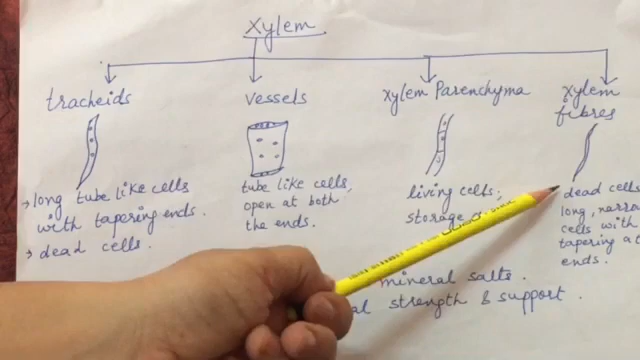 Xylem
tracheids
vessels
xylem Parenchyma
xylem
fibres
→ long tube like cells
with tapering ends.
→ dead cells.
tube like cells,
open at both
the ends.
living cells;
storage
dead cells
long, narro
cells with
tapering at
ends.
mineral salts.
strength & support.